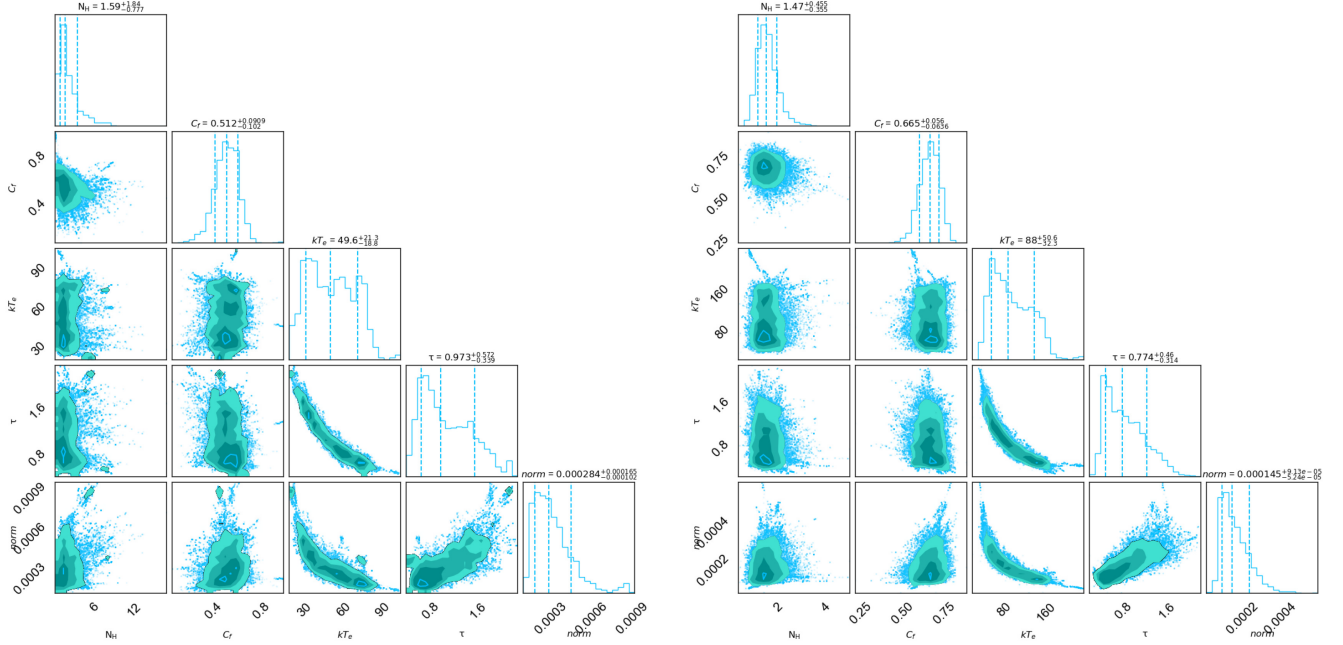 N_H = 1.59^{+1.84}_{-0.777}
C_f = 0.512^{+0.0909}_{-0.102}
kT_e = 49.6^{+21.3}_{-18.8}
τ = 0.973^{+0.572}_{-0.339}
norm = 0.000284^{+0.000165}_{-0.000102}
0.8
0.4
C_f
90
60
30
kT_e
1.6
0.8
τ
0.0009
0.0006
0.0003
norm
6 12
0.4 0.8
30 60 90
0.8 1.6
0.0003 0.0006 0.0009
N_H C_f kT_e τ norm
N_H = 1.47^{+0.455}_{-0.355}
C_f = 0.665^{+0.056}_{-0.0636}
kT_e = 88^{+50.6}_{-32.3}
τ = 0.774^{+0.46}_{-0.314}
norm = 0.000145^{+9.13e-05}_{-5.24e-05}
0.75
0.50
0.25
C_f
160
80
kT_e
1.6
0.8
τ
0.0004
0.0002
norm
2 4
0.25 0.50 0.75
80 160
0.8 1.6
0.0002 0.0004
N_H C_f kT_e τ norm